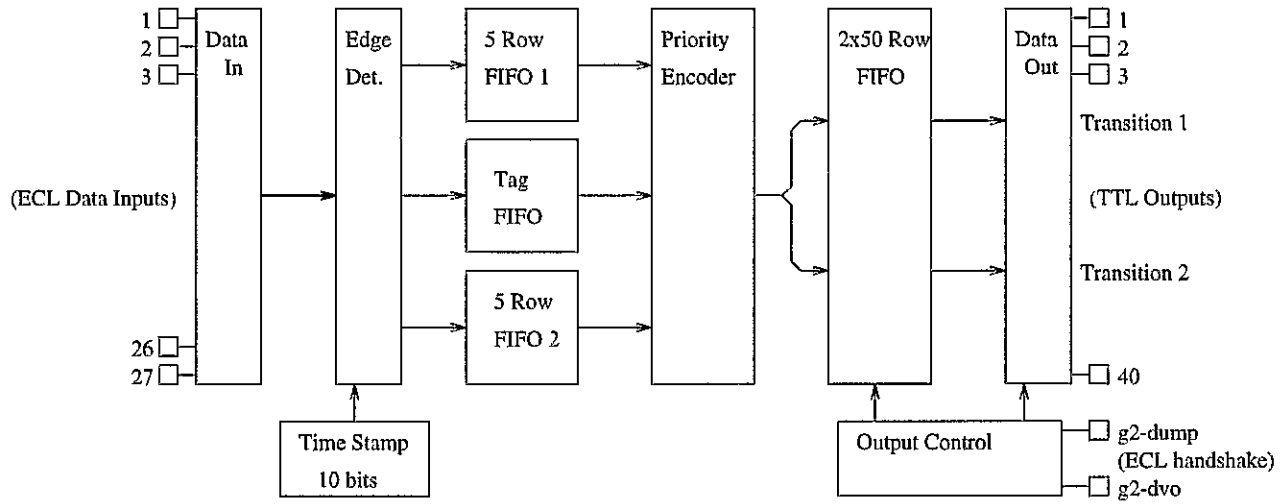 1
2
3
(ECL Data Inputs)
26
27
Data
In
Edge
Det.
Time Stamp
10 bits
5 Row
FIFO 1
Tag
FIFO
5 Row
FIFO 2
Priority
Encoder
2x50 Row
FIFO
Data
Out
1
2
3
Transition 1
(TTL Outputs)
Transition 2
40
Output Control
g2-dump
(ECL handshake)
g2-dvo